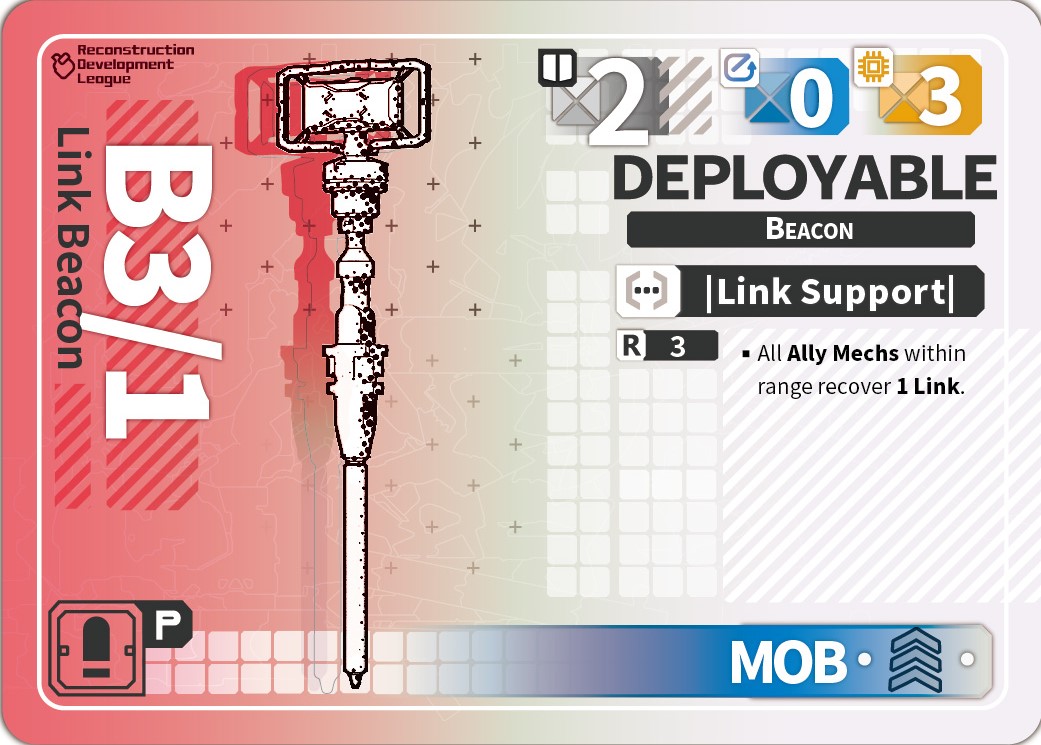 Reconstruction
Development
League
Link Beacon
B3/1
2
0
3
DEPLOYABLE
BEACON
|Link Support|
R 3
▪ All Ally Mechs within
range recover 1 Link.
P
MOB